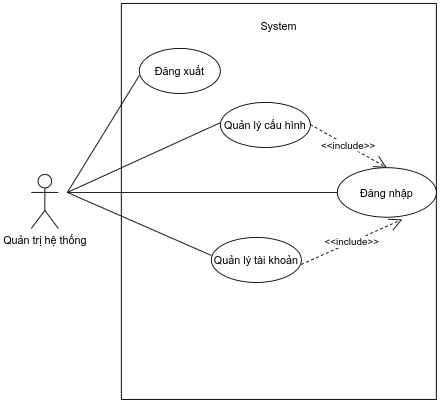 System
Đăng xuất
Quản lý cấu hình
<<include>>
Đăng nhập
Quản trị hệ thống
<<include>>
Quản lý tài khoản